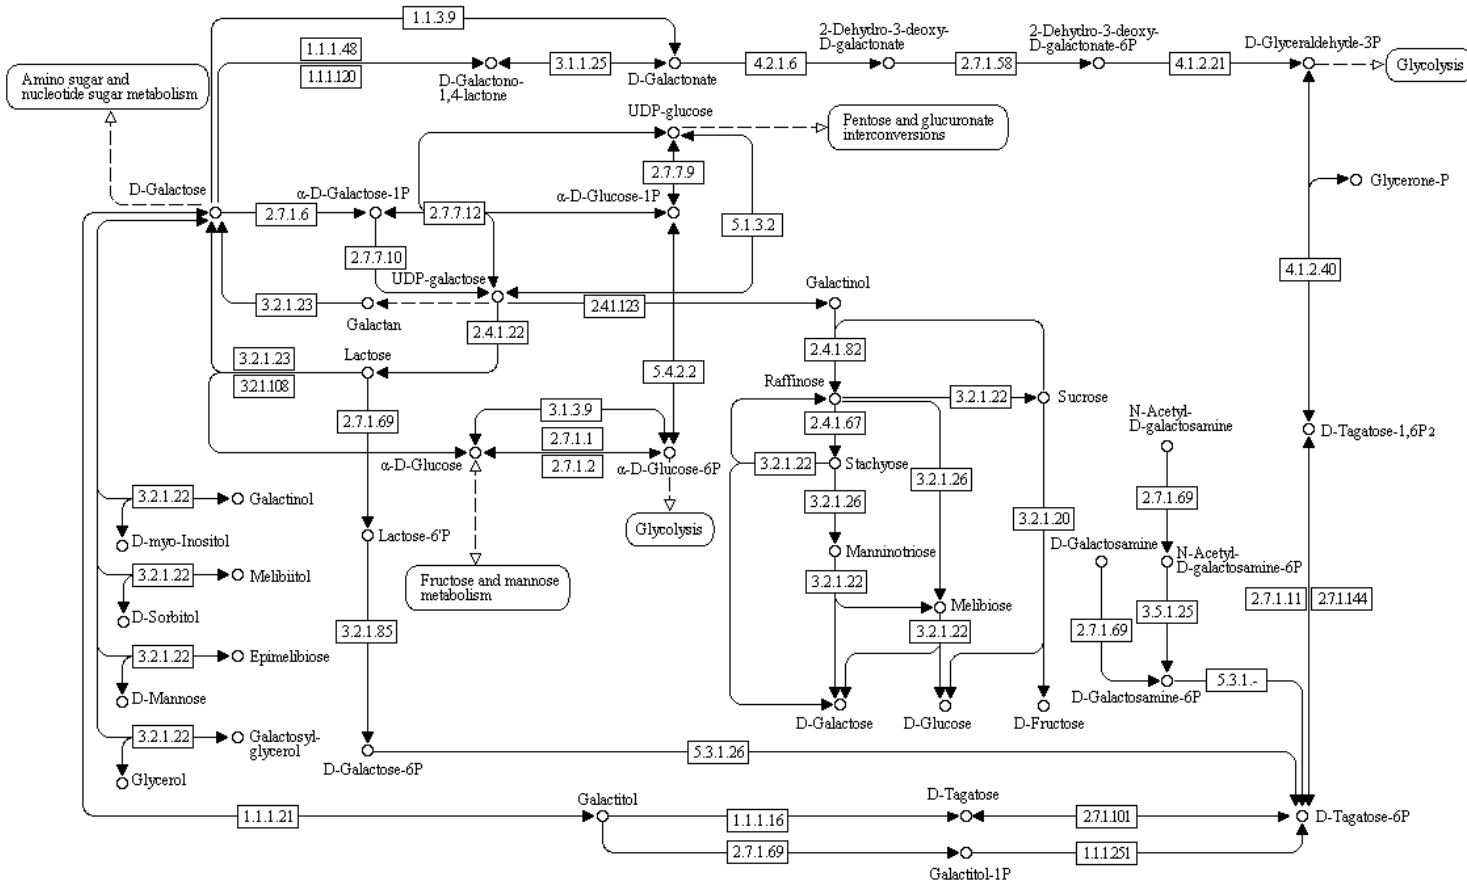 1.1.3.9
2-Dehydro-3-deoxy-
D-galactonate
2-Dehydro-3-deoxy-
D-galactonate-6P
D-Glyceraldehyde-3P
1.1.1.48
1.1.1.120
D-Galactono-
1,4-lactone
3.1.1.25
D-Galactonate
4.2.1.6
2.7.1.58
4.1.2.21
Glycolysis
Amino sugar and
nucleotide sugar metabolism
UDP-glucose
Pentose and glucuronate
interconversions
2.7.7.9
D-Galactose
α-D-Galactose-1P
α-D-Glucose-1P
Glycerone-P
2.7.1.6
2.7.7.12
5.1.3.2
2.7.7.10
UDP-galactose
Galactinol
4.1.2.40
3.2.1.23
Galactan
2.4.1.123
2.4.1.22
3.2.1.23
3.2.1.108
Lactose
5.4.2.2
2.4.1.82
Raffinose
3.2.1.22
Sucrose
2.7.1.69
3.1.3.9
2.7.1.1
2.7.1.2
α-D-Glucose
α-D-Glucose-6P
2.4.1.67
N-Acetyl-
D-galactosamine
D-Tagatose-1,6P2
3.2.1.22
Stachyose
3.2.1.26
3.2.1.26
2.7.1.69
3.2.1.22
Galactinol
D-myo-Inositol
Lactose-6'P
Glycolysis
3.2.1.20
Manninotriose
D-Galactosamine
N-Acetyl-
D-galactosamine-6P
3.2.1.22
Melibiitol
D-Sorbitol
Fructose and mannose
metabolism
3.2.1.22
Melibiose
2.7.1.11
2.7.1.144
3.5.1.25
3.2.1.85
3.2.1.22
2.7.1.69
3.2.1.22
Epimelibiose
D-Mannose
5.3.1.-
D-Galactosamine-6P
D-Galactose
D-Glucose
D-Fructose
3.2.1.22
Galactosyl-
glycerol
Glycerol
D-Galactose-6P
5.3.1.26
Galactitol
D-Tagatose
1.1.1.21
1.1.1.16
2.7.1.101
D-Tagatose-6P
2.7.1.69
Galactitol-1P
1.1.1.251